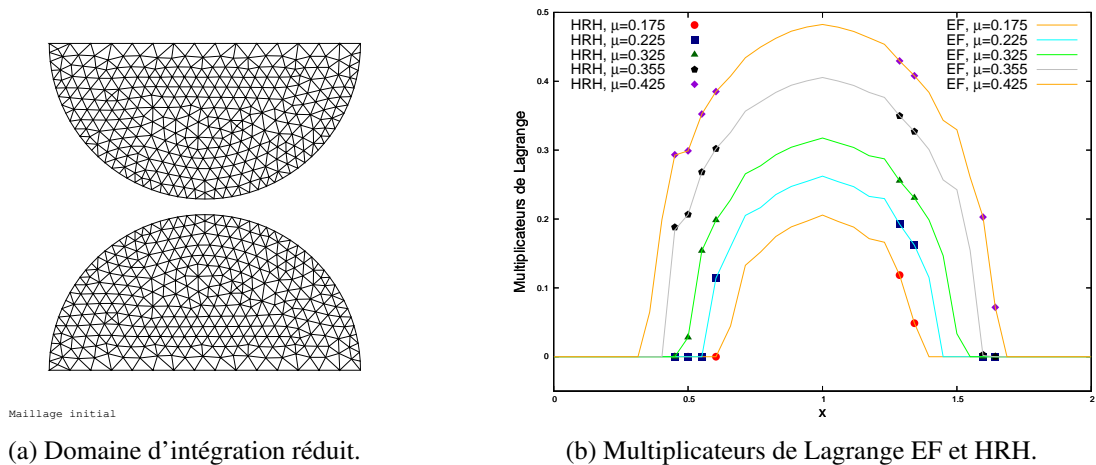 Maillage initial
(a) Domaine d'intégration réduit.
HRH, μ=0.175
HRH, μ=0.225
HRH, μ=0.325
HRH, μ=0.355
HRH, μ=0.425
EF, μ=0.175
EF, μ=0.225
EF, μ=0.325
EF, μ=0.355
EF, μ=0.425
Multiplicateurs de Lagrange
0.5
0.4
0.3
0.2
0.1
0
0
0.5
1
1.5
2
X
(b) Multiplicateurs de Lagrange EF et HRH.